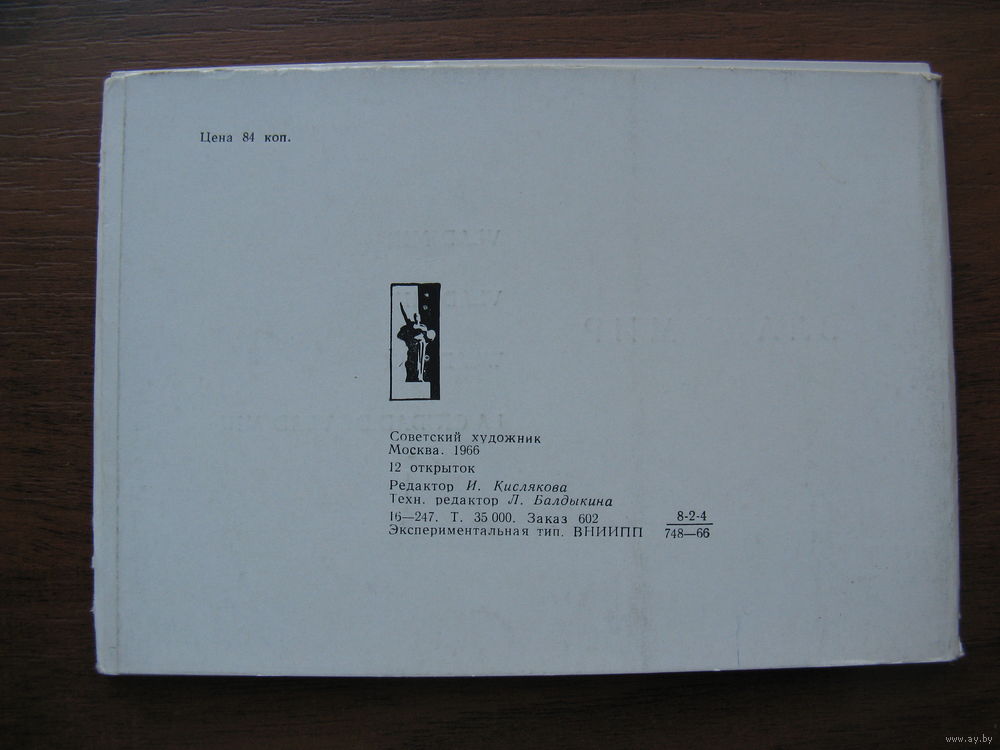 Цена 84 коп.
Советский художник
Москва. 1966
12 открыток
Редактор И. Кислякова
Техн. редактор Л. Балдыкина
16—247. Т. 35 000. Заказ 602
8-2-4
Экспериментальная тип. ВНИИПП
748—66
www.ay.by